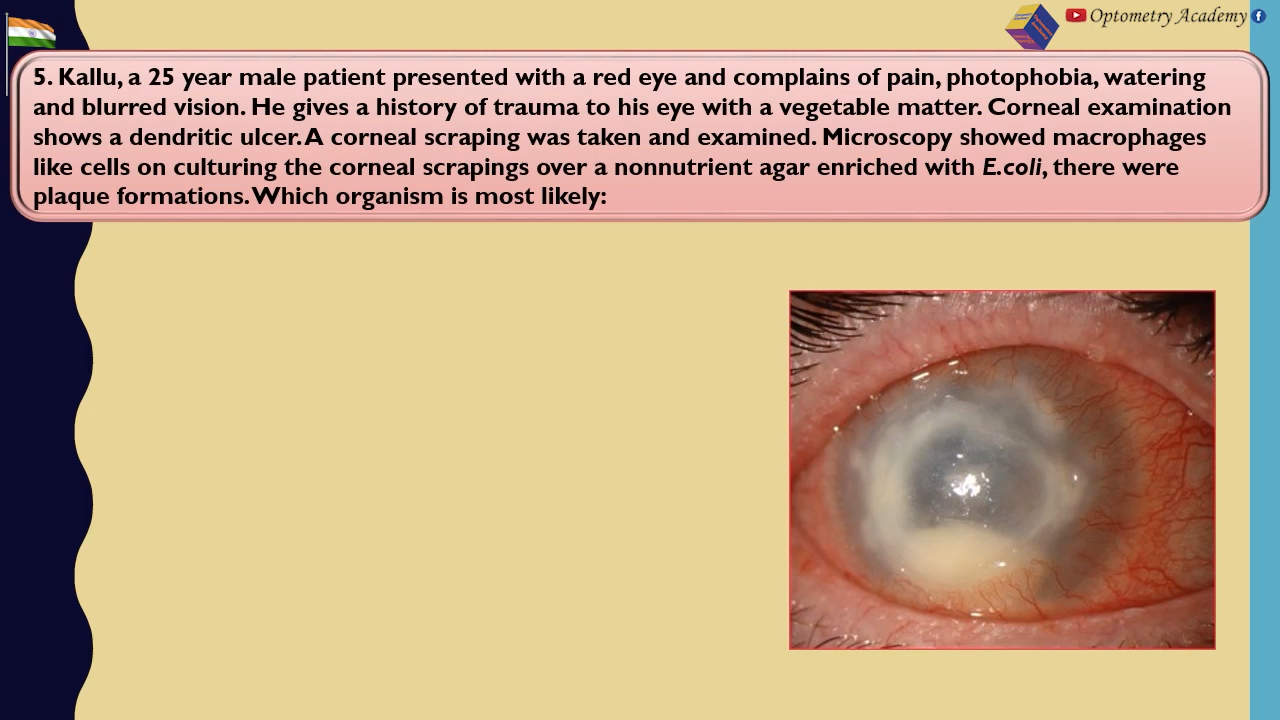 Optometry Academy
5. Kallu, a 25 year male patient presented with a red eye and complains of pain, photophobia, watering
and blurred vision. He gives a history of trauma to his eye with a vegetable matter. Corneal examination
shows a dendritic ulcer. A corneal scraping was taken and examined. Microscopy showed macrophages
like cells on culturing the corneal scrapings over a nonnutrient agar enriched with E.coli, there were
plaque formations. Which organism is most likely: